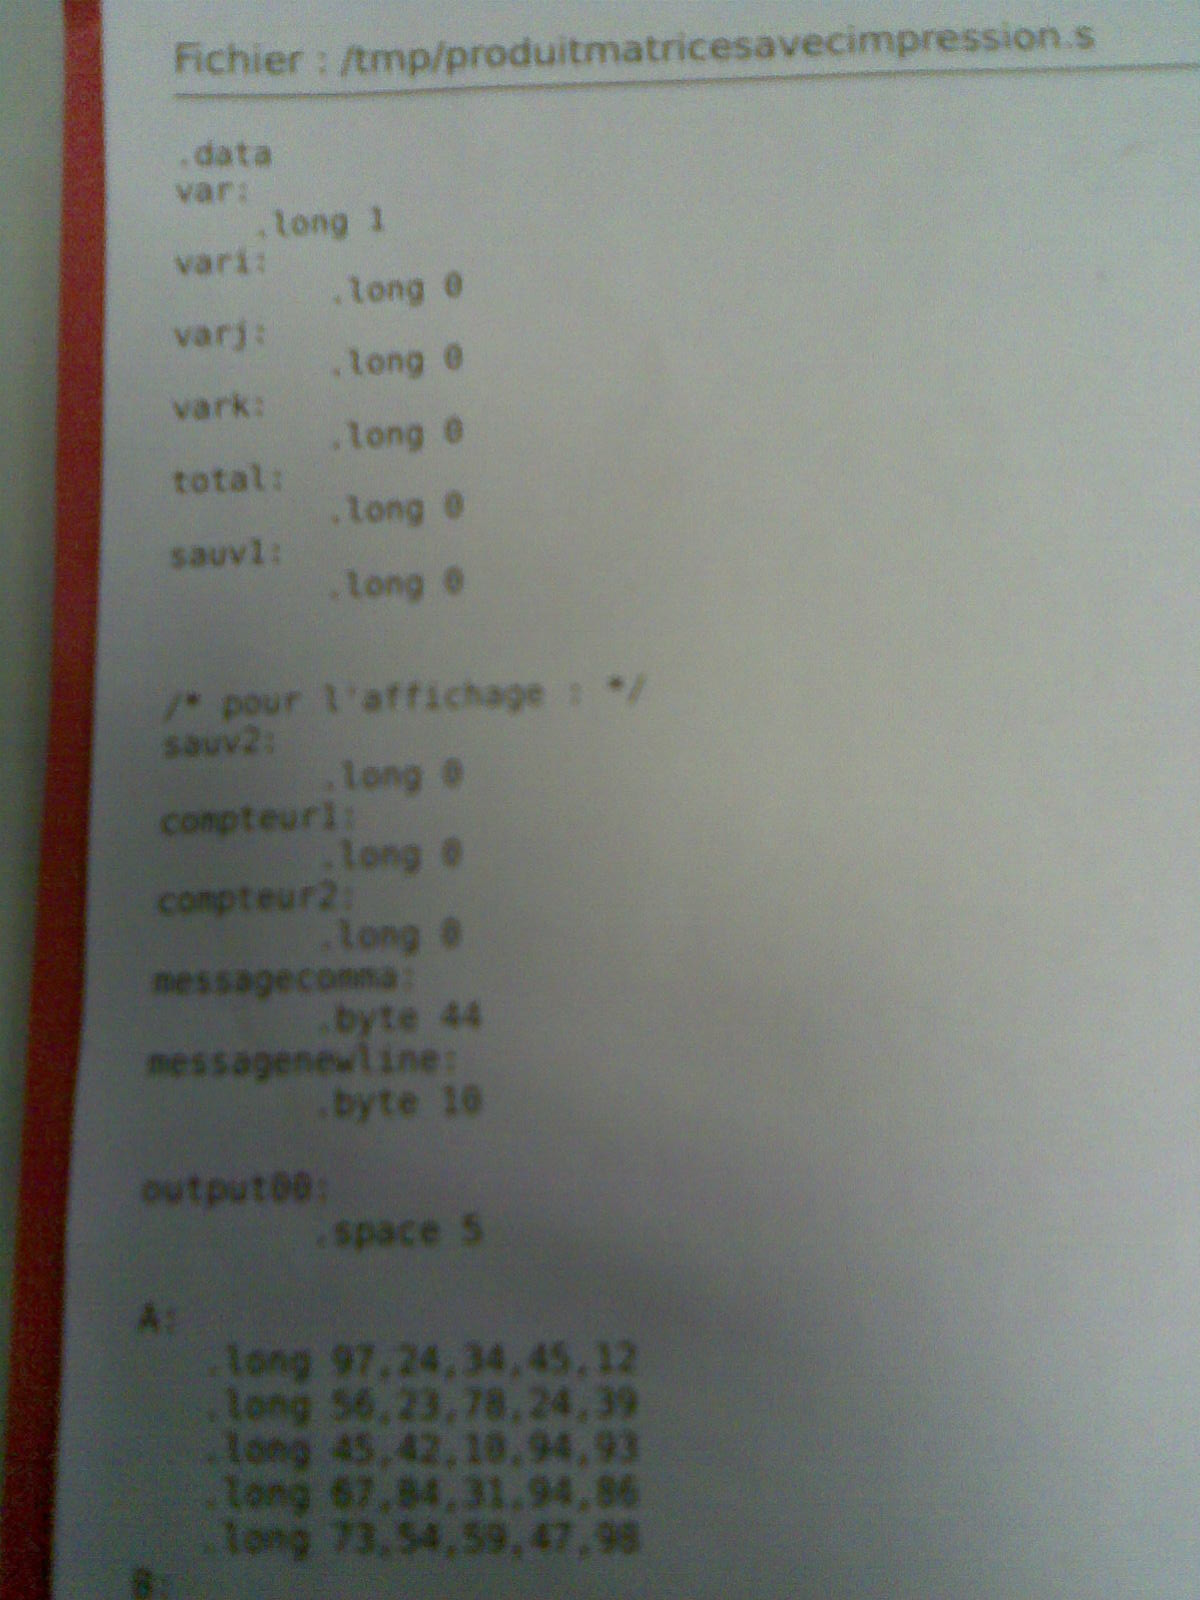 Fichier : /tmp/produitmatricesavecimpression.s
.data
var:
.long 1
vari:
.long 0
varj:
.long 0
vark:
.long 0
total:
.long 0
sauv1:
.long 0
/* pour l'affichage : */
sauv2:
.long 0
compteur1:
.long 0
compteur2:
.long 0
messagecomma:
.byte 44
messagenewline:
.byte 10
output00:
.space 5
A:
.long 97,24,34,45,12
.long 56,23,78,24,39
.long 45,42,10,94,93
.long 67,84,31,94,86
.long 73,54,59,47,98
B: